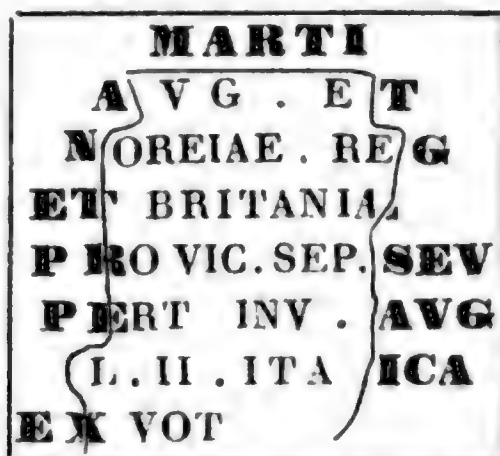 MARTI
AVG . ET
NOREIAE . REG
ET BRITANIAE
PRO VIC. SEP. SEV
PERT INV . AVG
L . II . ITA ICA
EX VOT